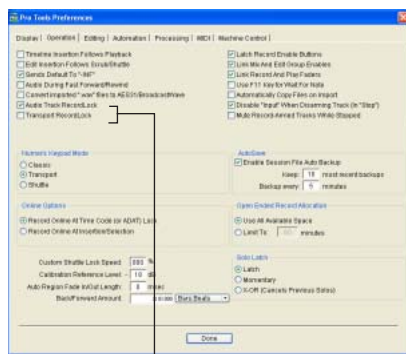 Pro Tools Preferences
Display | Operation | Editing | Automation | Processing | MIDI | Machine Control |
Timeline Insertion Follows Playback
Edit Insertion Follows Scrub/Shuttle
Sends Default To "-INF"
Audio During Fast Forward/Rewind
Convert Imported ".wav" files to AES31/BroadcastWave
Audio Track RecordLock
Transport RecordLock
Latch Record Enable Buttons
Link Mix And Edit Group Enables
Link Record And Play Faders
Use F11 Key for Wait For Note
Automatically Copy Files on Import
Disable "Input" When Disarming Track (In "Stop")
Mute Record-Armed Tracks While Stopped
Numeric Keypad Mode
Classic
Transport
Shuttle
AutoSave
Enable Session File Auto Backup
Keep: 10 most recent backups
Backup every: 5 minutes
Online Options
Record Online At Time Code (or ADAT) Lock
Record Online At Insertion/Selection
Open Ended Record Allocation
Use All Available Space
Limit To: minutes
Custom Shuttle Lock Speed: 800 %
Calibration Reference Level: - 18 dB
Auto Region Fade In/Out Length: 0 msec
Back/Forward Amount: Bars:Beats
Solo Latch
Latch
Momentary
X-OR (Cancels Previous Solos)
Done